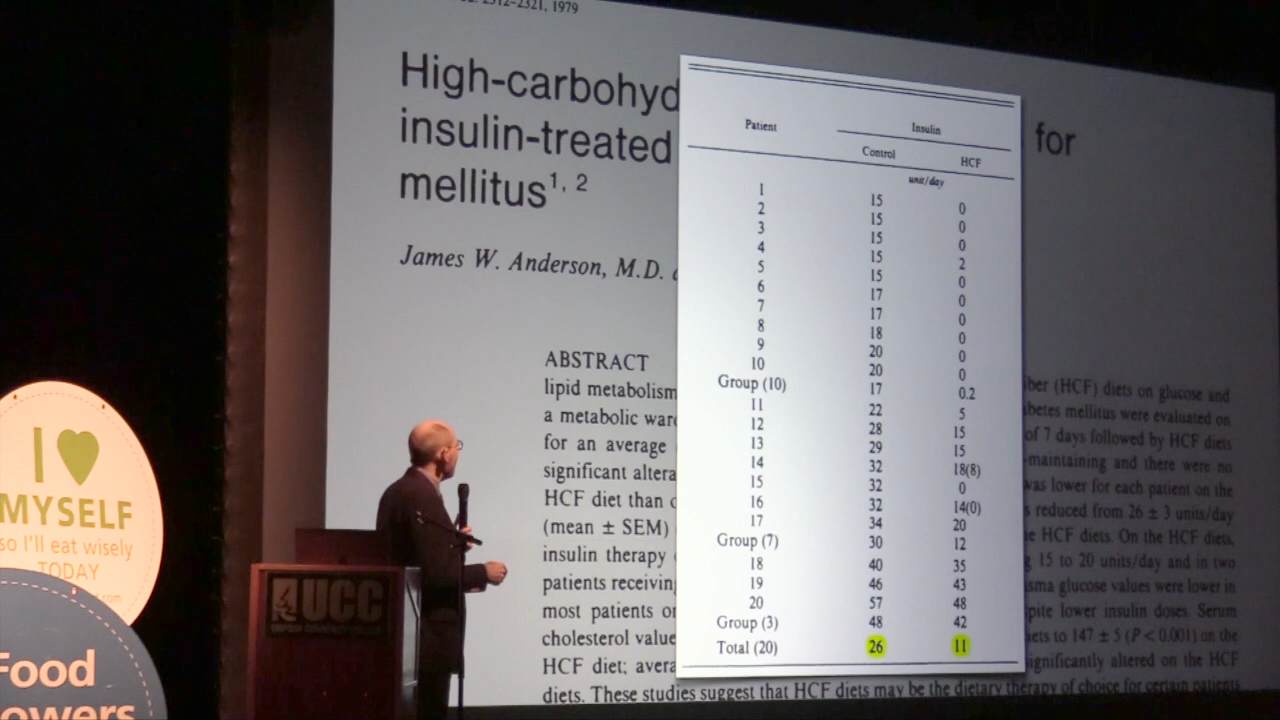 2312–2321, 1979
High-carbohyd
insulin-treated for
mellitus1, 2
James W. Anderson, M.D.
ABSTRACT
lipid metabolism iber (HCF) diets on glucose and
a metabolic ward abetes mellitus were evaluated on
for an average of 7 days followed by HCF diets
significant altera -maintaining and there were no
HCF diet than was lower for each patient on the
(mean ± SEM) s reduced from 26 ± 3 units/day
insulin therapy HCF diets. On the HCF diets,
patients receiving 15 to 20 units/day and in two
most patients glucose values were lower in
cholesterol value lower insulin doses. Serum
HCF diet; avera iets to 147 ± 5 (P < 0.001) on the
ignificantly altered on the HCF
diets. These studies suggest that HCF diets may be the dietary therapy of choice for certain patients
Patient Insulin
Control HCF
unit/day
1 15 0
2 15 0
3 15 0
4 15 2
5 15 0
6 17 0
7 17 0
8 18 0
9 20 0
10 20 0
Group (10) 17 0.2
11 22 5
12 28 15
13 29 15
14 32 18(8)
15 32 0
16 32 14(0)
17 34 20
Group (7) 30 12
18 40 35
19 46 43
20 57 48
Group (3) 48 42
Total (20) 26 11
UCC
I
MYSELF
so I'll eat wisely
TODAY
Food
owers